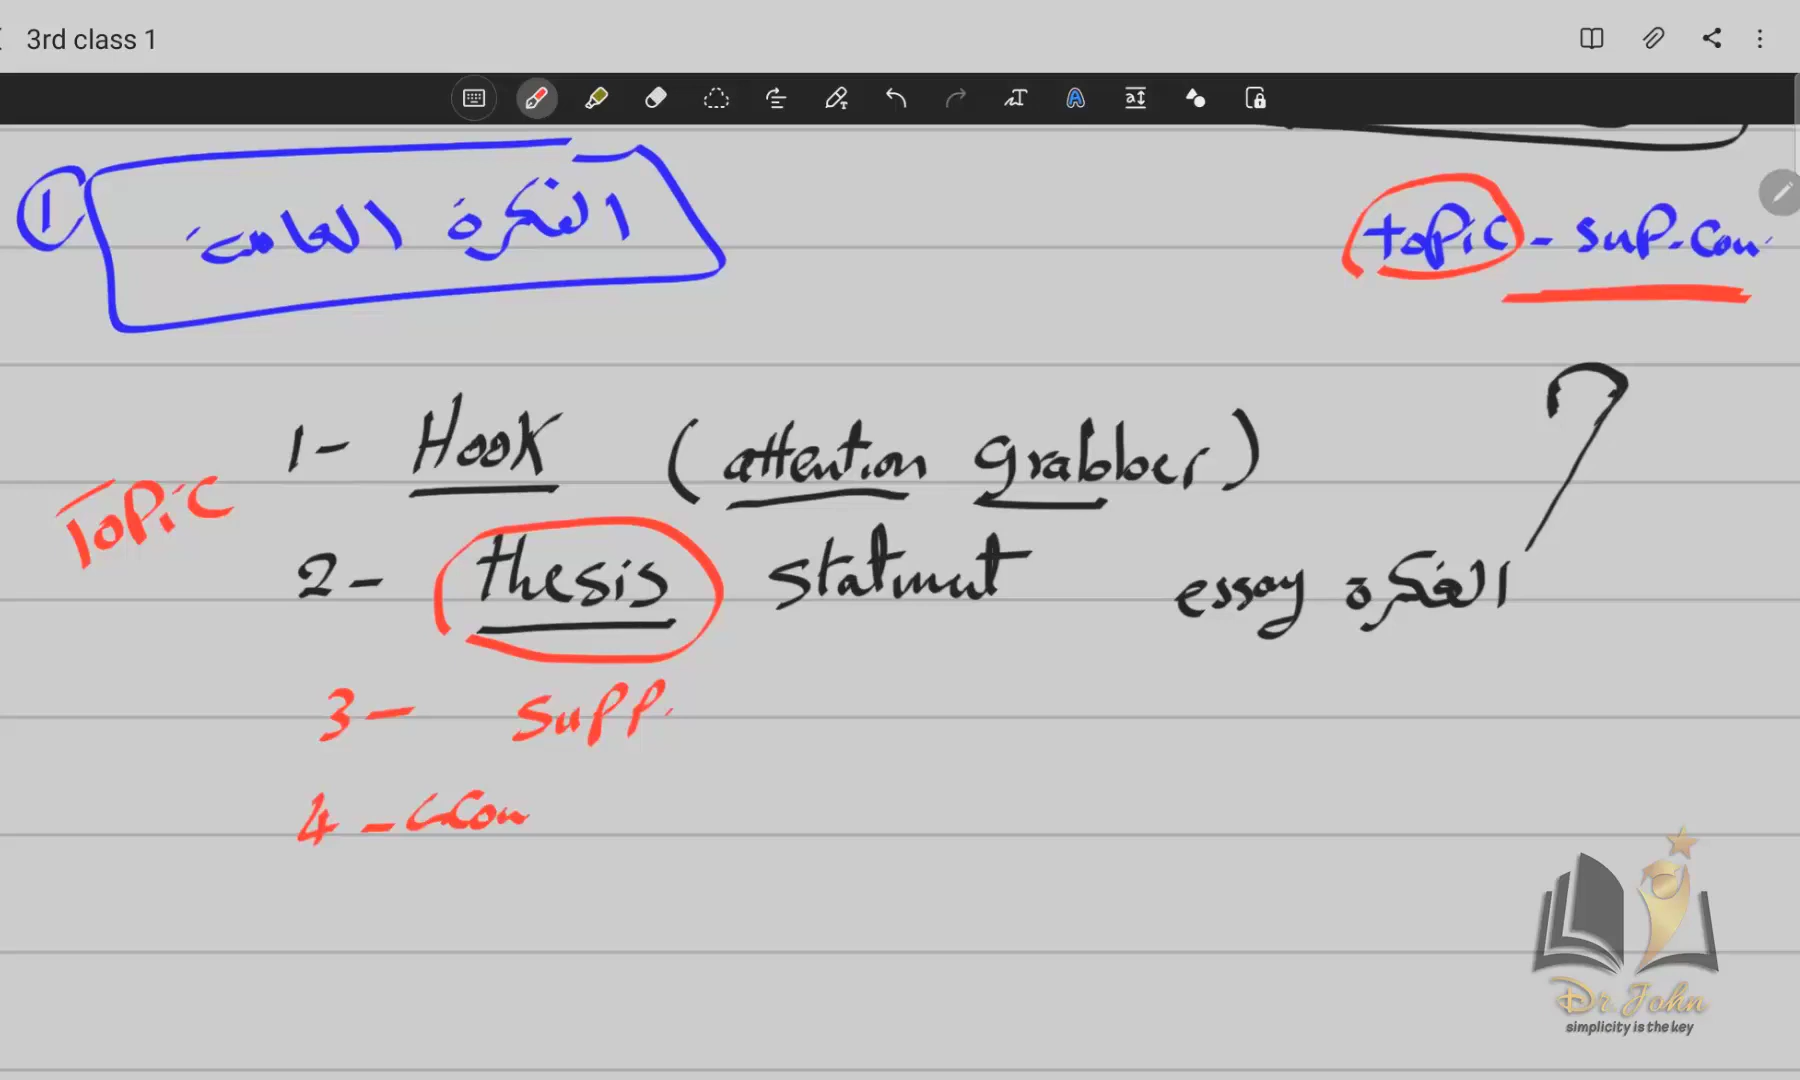 3rd class 1
① الفكرة العامة
topic - sup. Con
1- Hook (attention grabber)
Topic
2- thesis statment essay الفكرة
3- supp.
4- Con
Dr. John
simplicity is the key